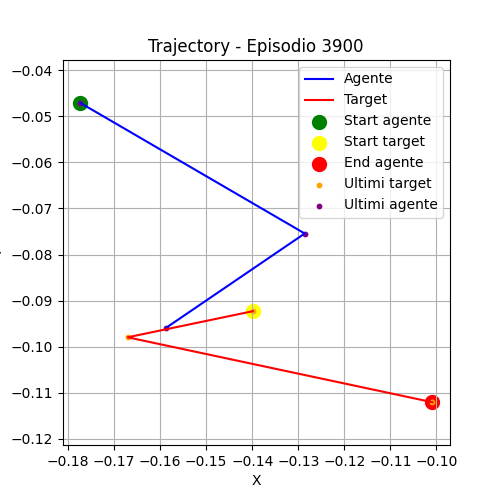 Trajectory - Episodio 3900
Agente
Target
Start agente
Start target
End agente
Ultimi target
Ultimi agente
−0.04
−0.05
−0.06
−0.07
−0.08
−0.09
−0.10
−0.11
−0.12
−0.18 −0.17 −0.16 −0.15 −0.14 −0.13 −0.12 −0.11 −0.10
X